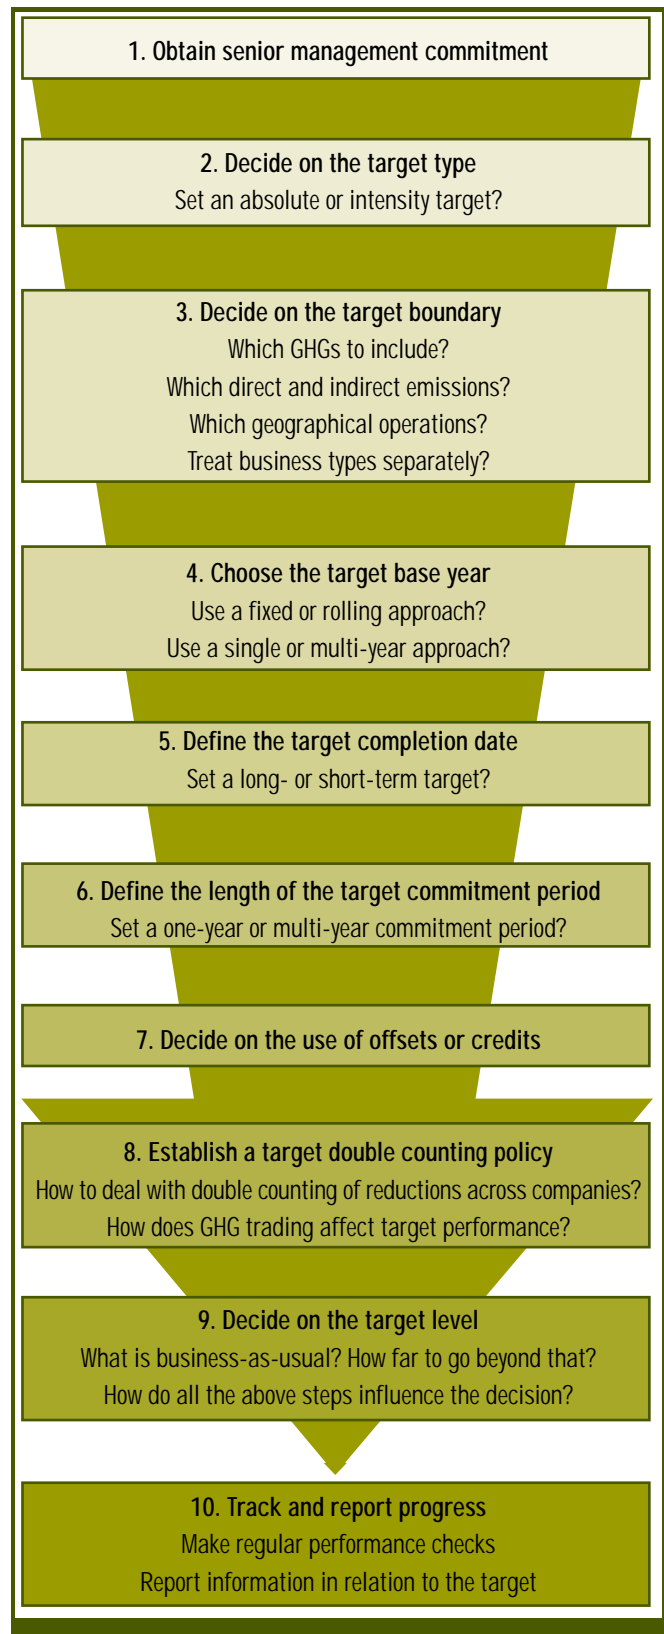 1. Obtain senior management commitment
2. Decide on the target type
Set an absolute or intensity target?
3. Decide on the target boundary
Which GHGs to include?
Which direct and indirect emissions?
Which geographical operations?
Treat business types separately?
4. Choose the target base year
Use a fixed or rolling approach?
Use a single or multi-year approach?
5. Define the target completion date
Set a long- or short-term target?
6. Define the length of the target commitment period
Set a one-year or multi-year commitment period?
7. Decide on the use of offsets or credits
8. Establish a target double counting policy
How to deal with double counting of reductions across companies?
How does GHG trading affect target performance?
9. Decide on the target level
What is business-as-usual? How far to go beyond that?
How do all the above steps influence the decision?
10. Track and report progress
Make regular performance checks
Report information in relation to the target